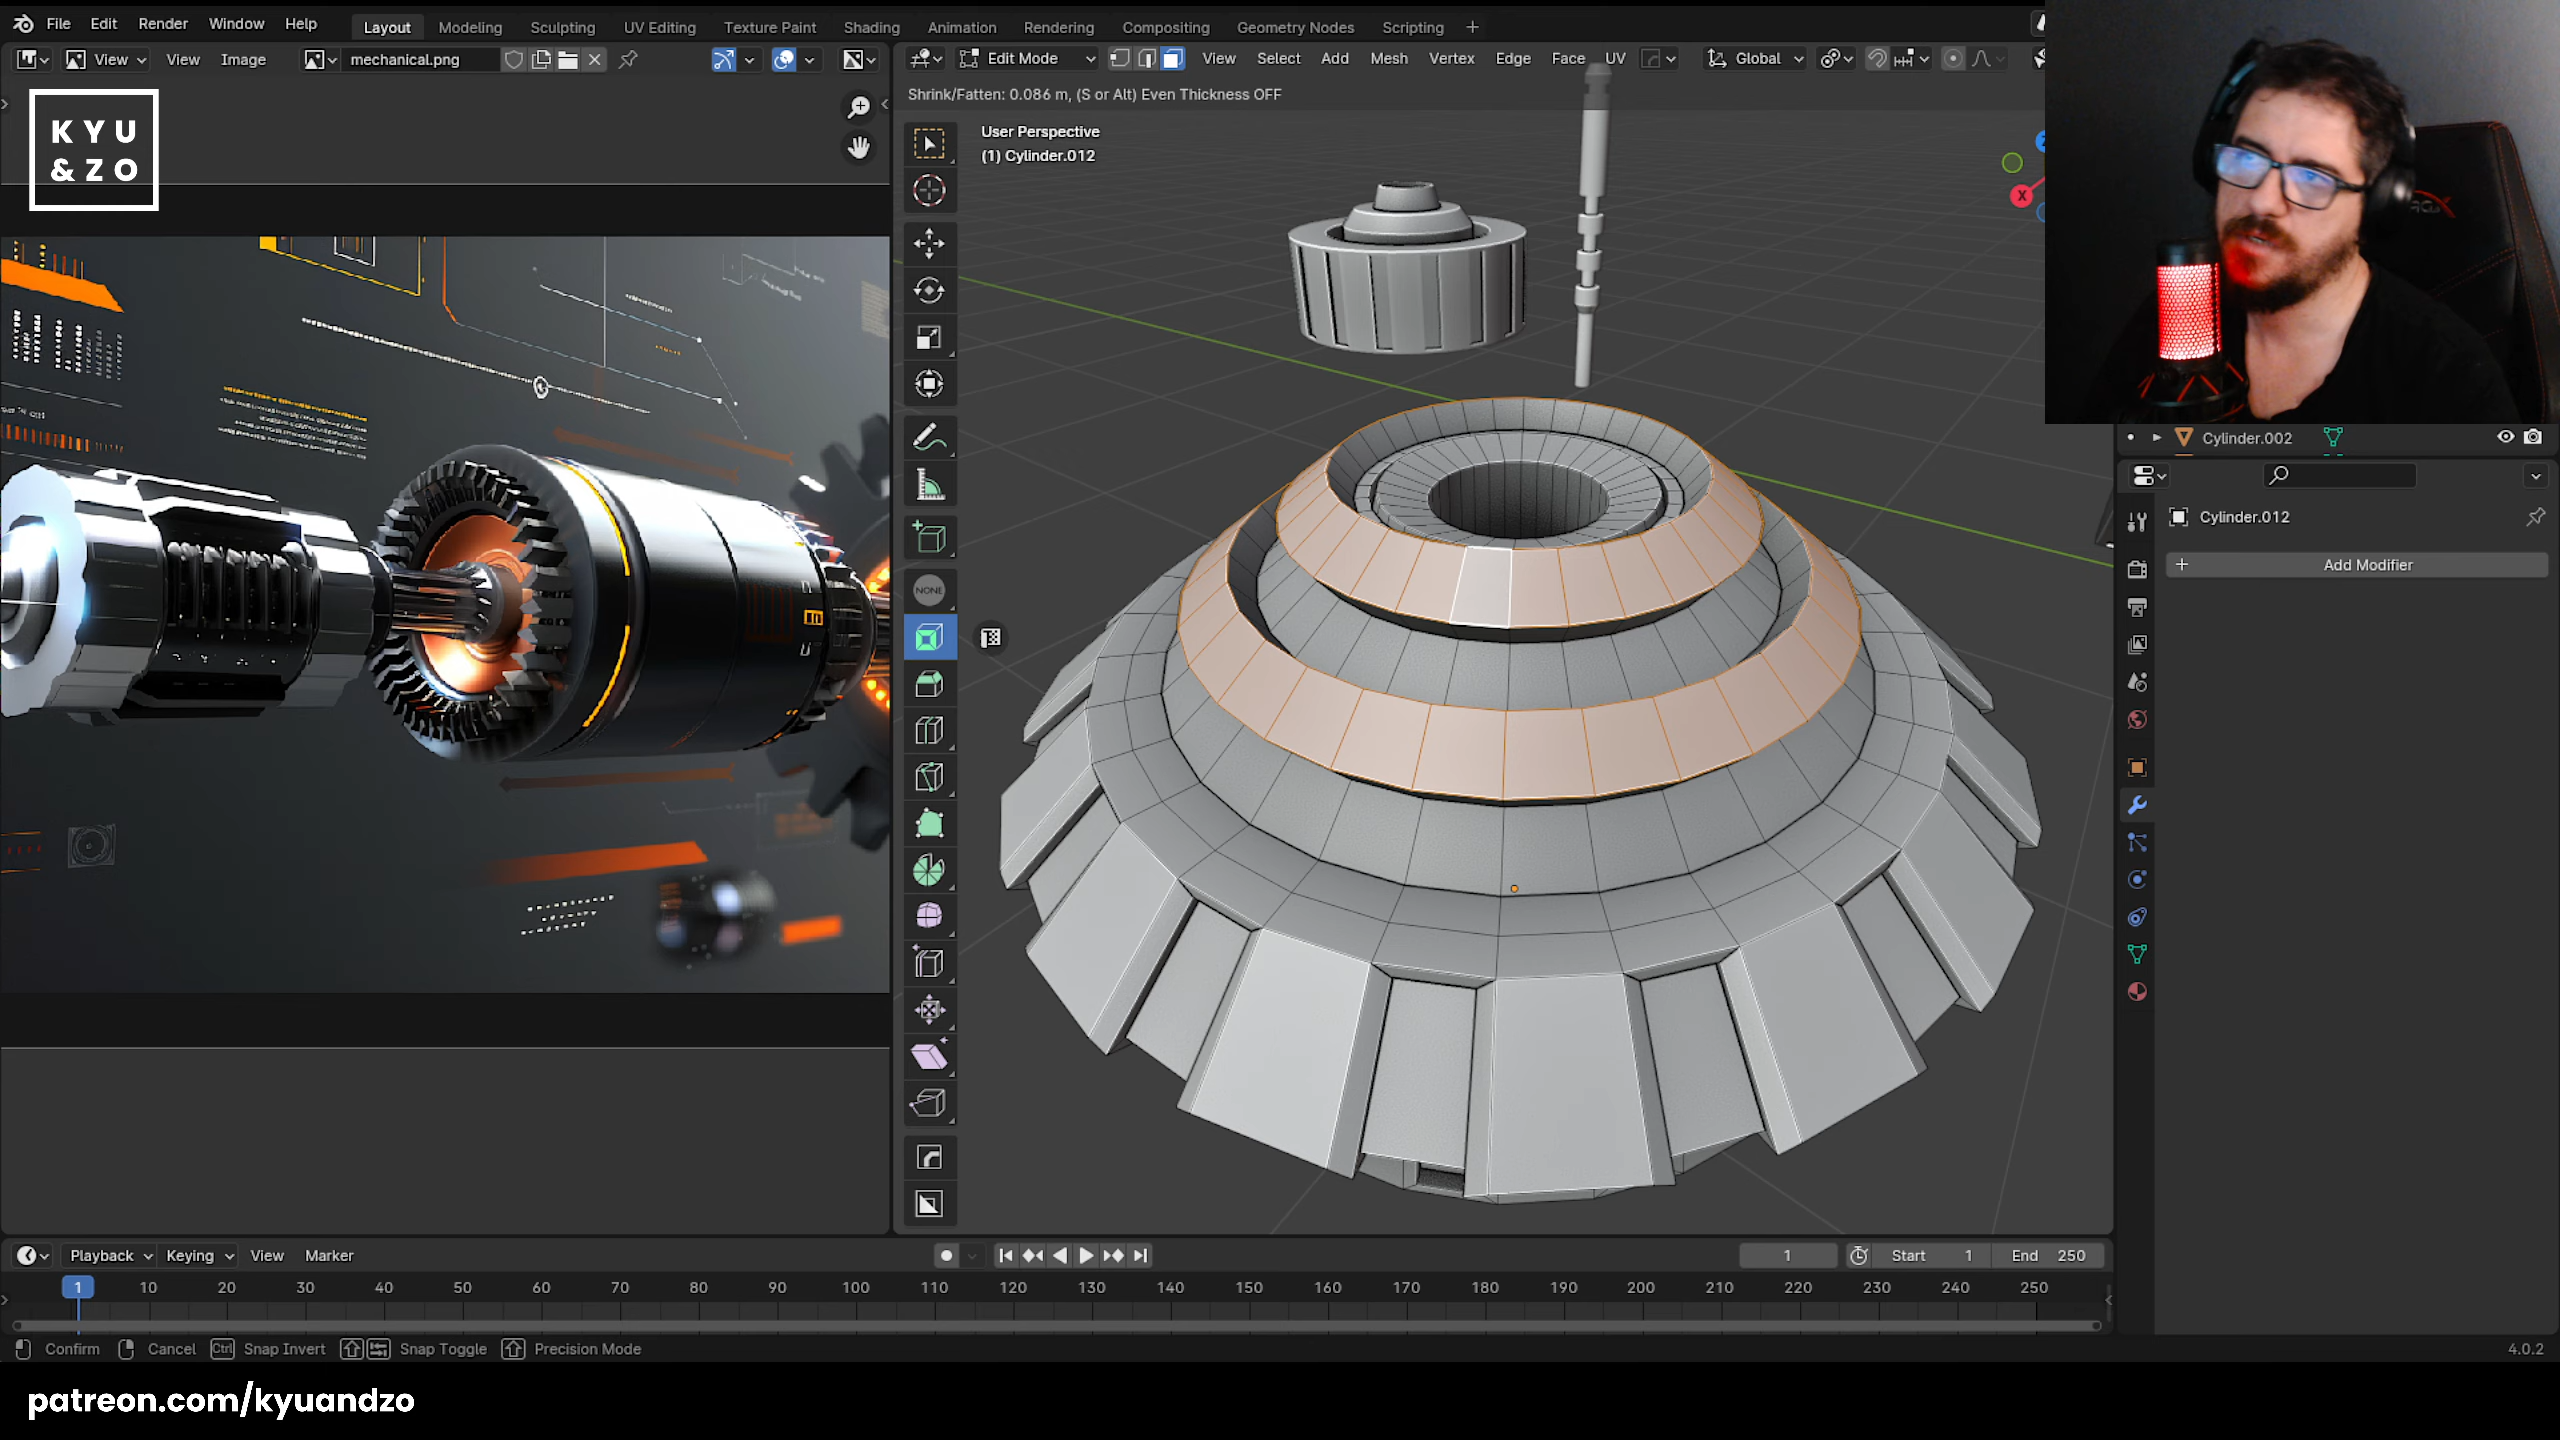 File Edit Render Window Help
Layout Modeling Sculpting UV Editing Texture Paint Shading Animation Rendering Compositing Geometry Nodes Scripting +
View View Image mechanical.png
Edit Mode View Select Add Mesh Vertex Edge Face UV Global
Shrink/Fatten: 0.086 m, (S or Alt) Even Thickness OFF
KYU
&ZO
User Perspective
(1) Cylinder.012
X
Z
NONE
Cylinder.002
Cylinder.012
+ Add Modifier
Playback Keying View Marker
1 Start 1 End 250
1 10 20 30 40 50 60 70 80 90 100 110 120 130 140 150 160 170 180 190 200 210 220 230 240 250
Confirm Cancel Ctrl Snap Invert Snap Toggle Precision Mode
4.0.2
patreon.com/kyuandzo